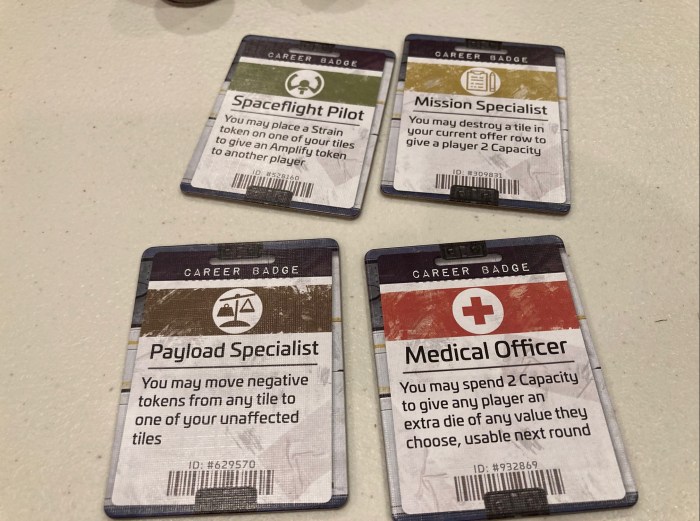 CAREER BADGE
Spaceflight Pilot
You may place a Strain
token on one of your tiles
to give an Amplify token
to another player
ID: #528160
CAREER BADGE
Mission Specialist
You may destroy a tile in
your current offer row to
give a player 2 Capacity
ID: #309831
CAREER BADGE
Payload Specialist
You may move negative
tokens from any tile to
one of your unaffected
tiles
ID: #629570
CAREER BADGE
Medical Officer
You may spend 2 Capacity
to give any player an
extra die of any value they
choose, usable next round
ID: #932869